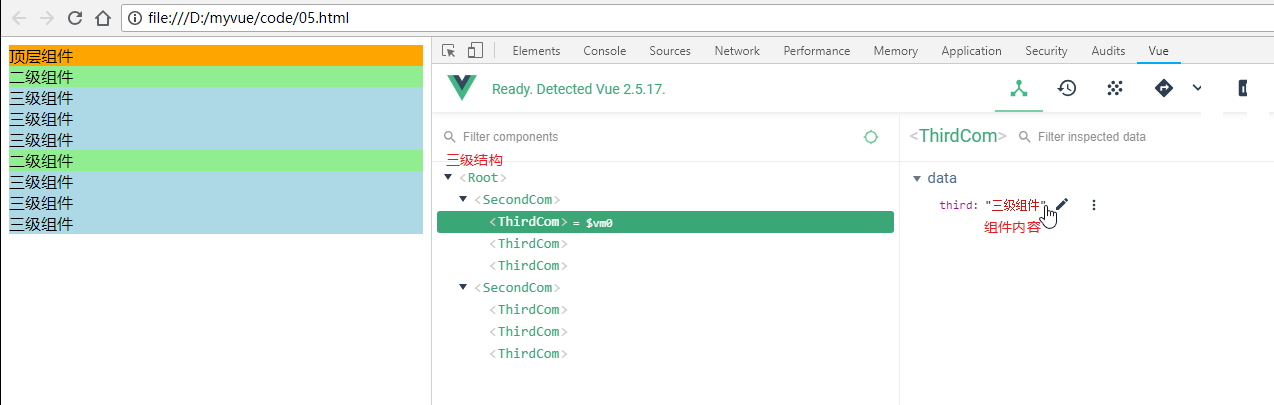 file:///D:/myvue/code/05.html
顶层组件
二级组件
三级组件
三级组件
三级组件
二级组件
三级组件
三级组件
三级组件
Elements Console Sources Network Performance Memory Application Security Audits Vue
Ready. Detected Vue 2.5.17.
Filter components
三级结构
<Root>
<SecondCom>
<ThirdCom> = $vm0
<ThirdCom>
<ThirdCom>
<SecondCom>
<ThirdCom>
<ThirdCom>
<ThirdCom>
<ThirdCom> Filter inspected data
data
third: "三级组件"
组件内容